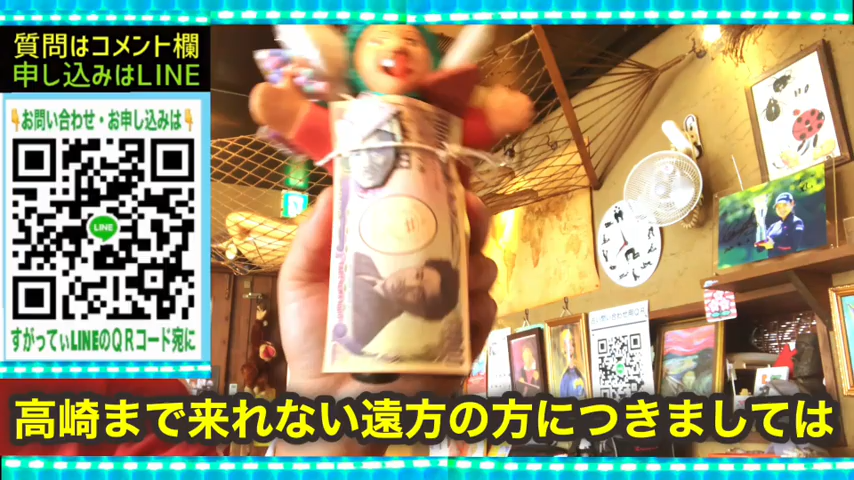 質問はコメント欄
申し込みはLINE
👇お問い合わせ・お申し込みは👇
LINE
すがってぃLINEのQRコード宛に
高崎まで来れない遠方の方につきましては